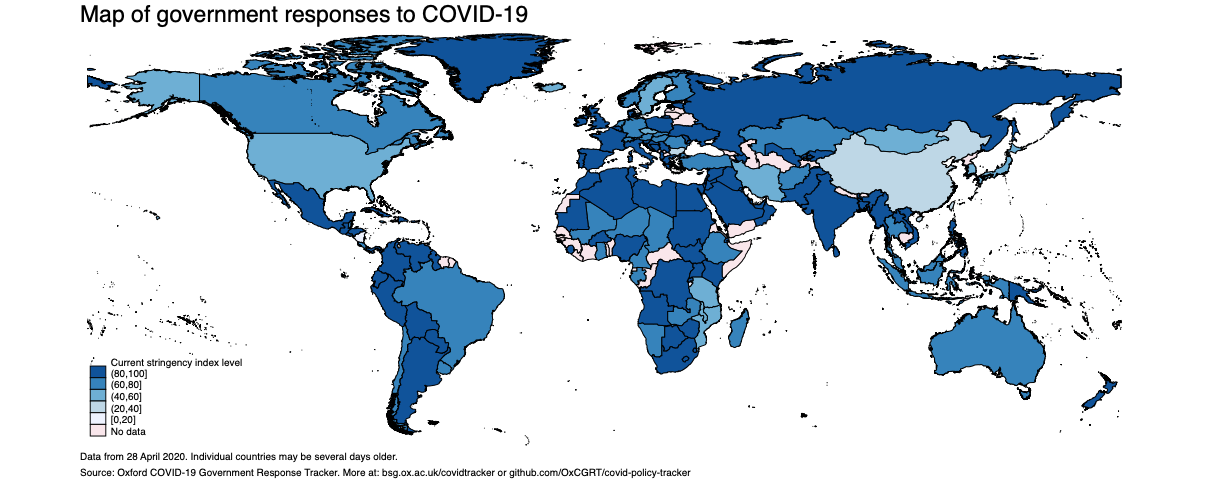 Map of government responses to COVID-19
Current stringency index level
(80,100]
(60,80]
(40,60]
(20,40]
[0,20]
No data
Data from 28 April 2020. Individual countries may be several days older.
Source: Oxford COVID-19 Government Response Tracker. More at: bsg.ox.ac.uk/covidtracker or github.com/OxCGRT/covid-policy-tracker